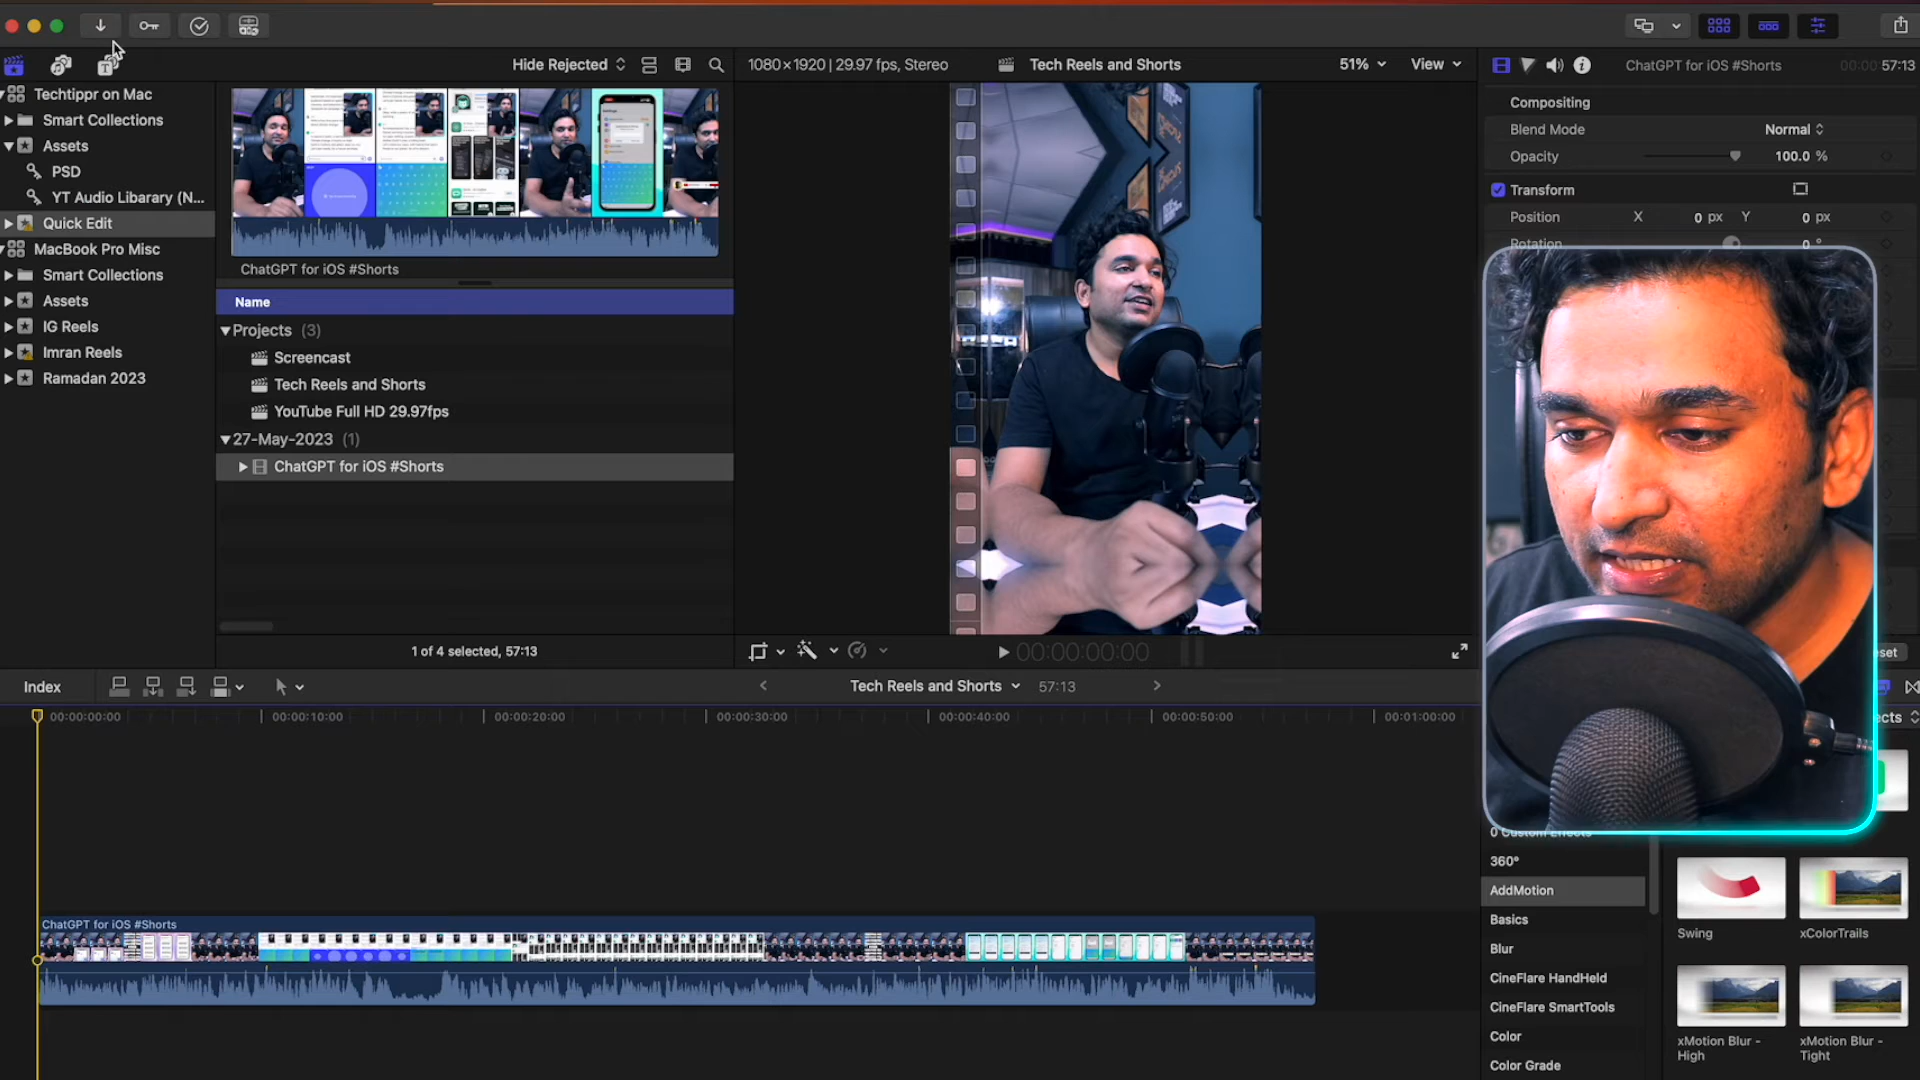 Hide Rejected
1080×1920 | 29.97 fps, Stereo
Tech Reels and Shorts
51%
View
ChatGPT for iOS #Shorts
00:00:57:13
Techtippr on Mac
Smart Collections
Assets
PSD
YT Audio Libarary (N...
Quick Edit
MacBook Pro Misc
Smart Collections
Assets
IG Reels
Imran Reels
Ramadan 2023
ChatGPT for iOS #Shorts
Name
Projects (3)
Screencast
Tech Reels and Shorts
YouTube Full HD 29.97fps
27-May-2023 (1)
ChatGPT for iOS #Shorts
1 of 4 selected, 57:13
00:00:00:00
Compositing
Blend Mode
Normal
Opacity
100.0 %
Transform
Position
X
0 px
Y
0 px
Rotation
0 °
Index
Tech Reels and Shorts
57:13
00:00:00:00
00:00:10:00
00:00:20:00
00:00:30:00
00:00:40:00
00:00:50:00
00:01:00:00
ChatGPT for iOS #Shorts
360°
AddMotion
Basics
Blur
CineFlare HandHeld
CineFlare SmartTools
Color
Color Grade
Swing
xColorTrails
xMotion Blur -
High
xMotion Blur -
Tight